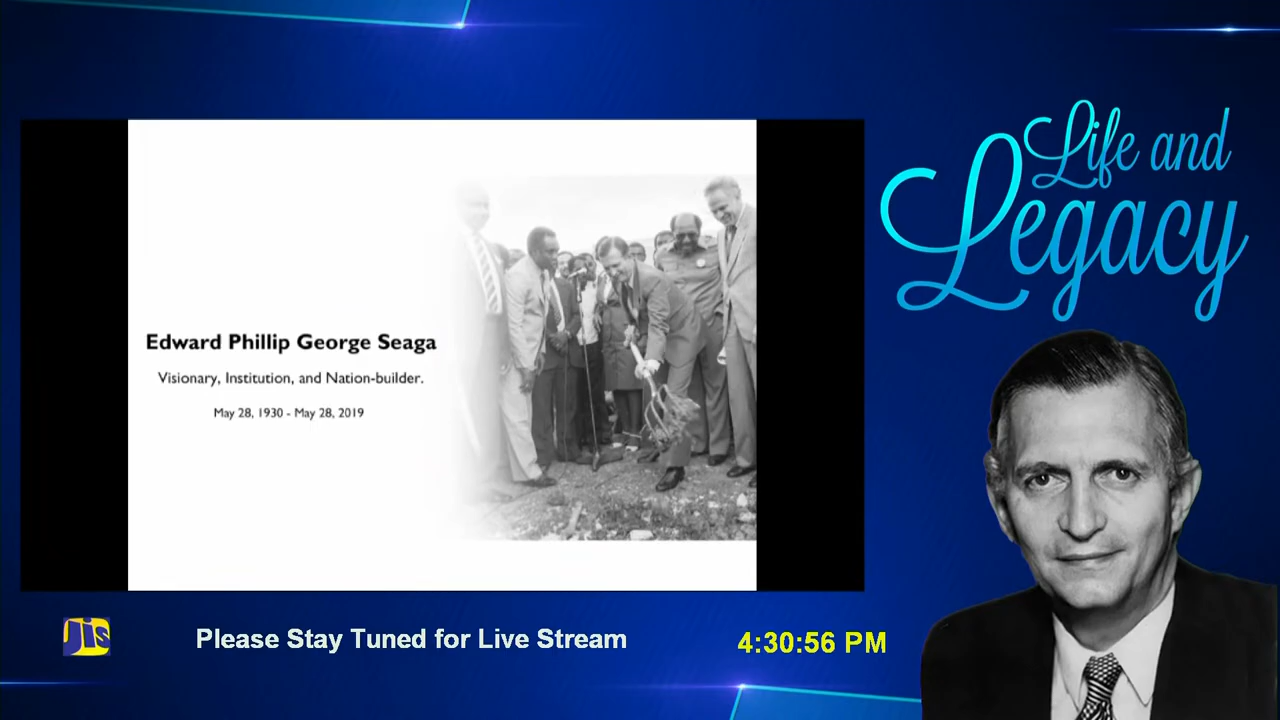 Life and
Legacy
Edward Phillip George Seaga
Visionary, Institution, and Nation-builder.
May 28, 1930 - May 28, 2019
jis
Please Stay Tuned for Live Stream
4:30:56 PM